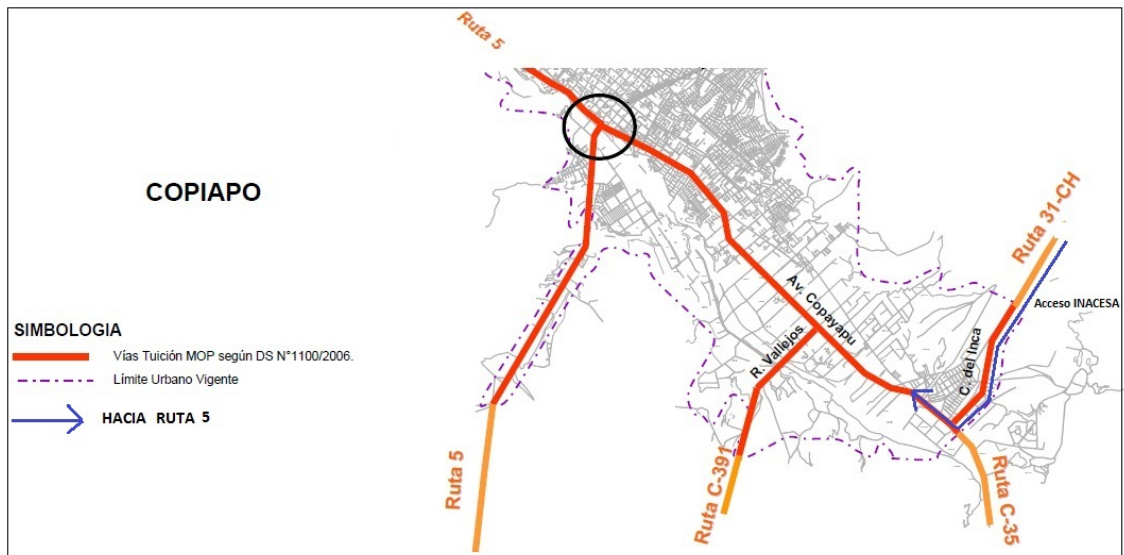 Ruta 5
COPIAPO
Ruta 31-CH
Acceso INACESA
Av. Copayapu
C. del Inca
R. Vallejos
SIMBOLOGIA
Vías Tuición MOP según DS N°1100/2006.
Límite Urbano Vigente
HACIA RUTA 5
Ruta 5
Ruta C-391
Ruta C-35